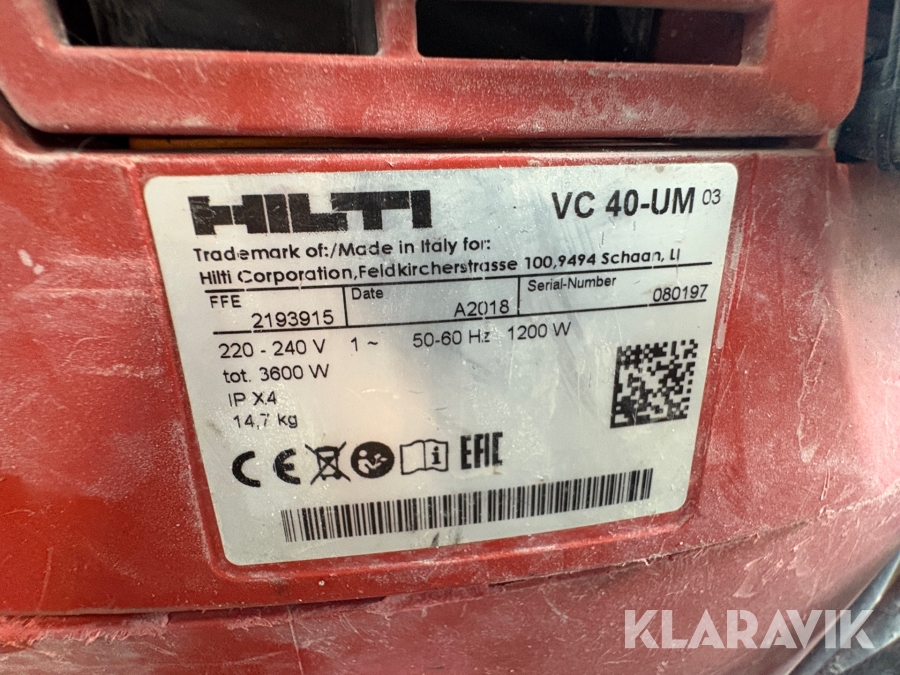 HILTI VC 40-UM 03
Trademark of:/Made in Italy for:
Hilti Corporation,Feldkircherstrasse 100,9494 Schaan, LI
FFE Date Serial-Number
2193915 A2018 080197
220 - 240 V 1 ~ 50-60 Hz 1200 W
tot. 3600 W
IP X4
14,7 kg
CE i EAC
KLARAVIK